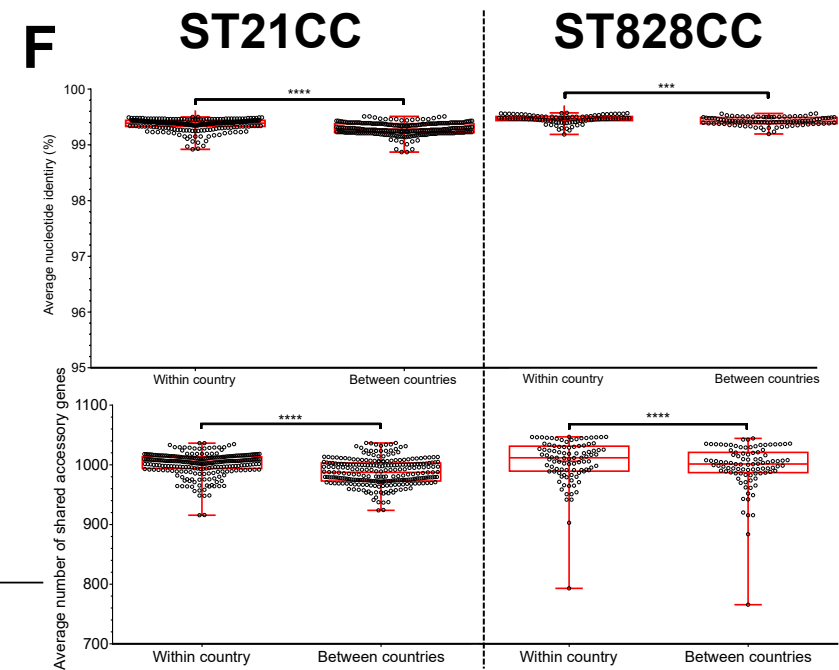 F
ST21CC
ST828CC
Average nucleotide identiry (%)
100
99
98
97
96
95
****
***
Within country
Between countries
Within country
Between countries
Average number of shared accessory genes
1100
1000
900
800
700
****
****
Within country
Between countries
Within country
Between countries